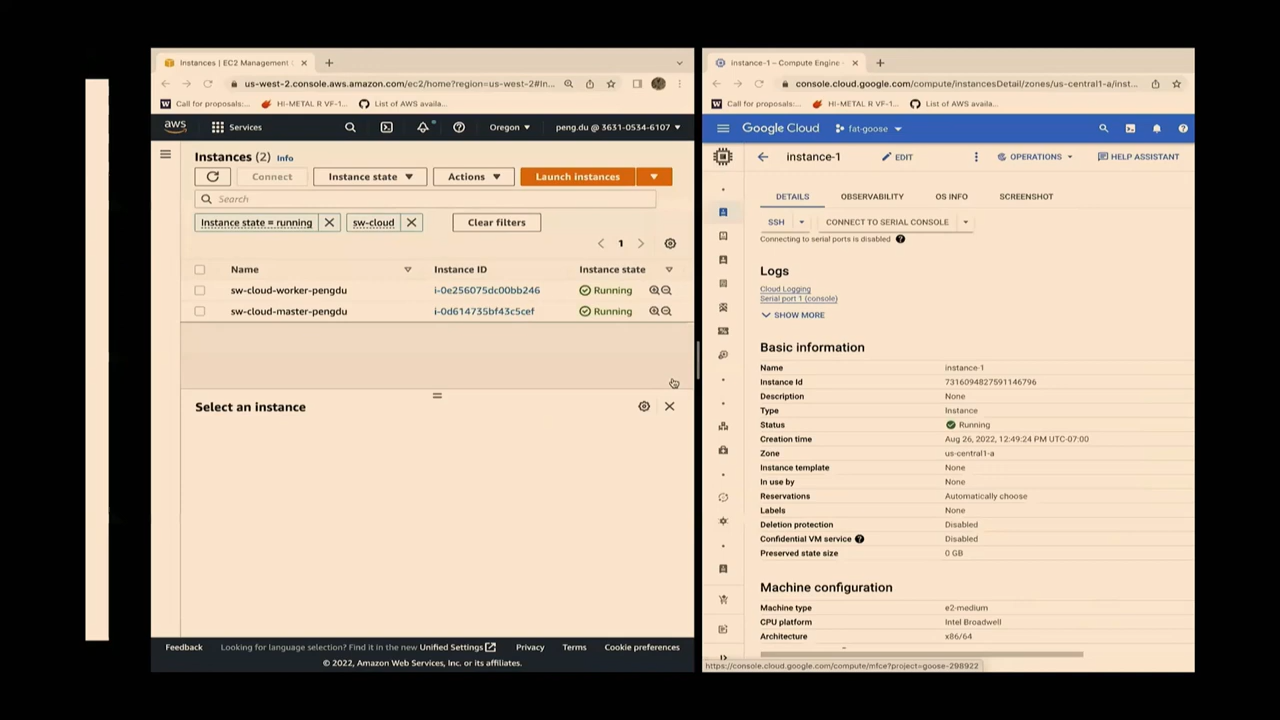 Instances | EC2 Management
us-west-2.console.aws.amazon.com/ec2/home?region=us-west-2#In...
Call for proposals:...
HI-METAL R VF-1...
List of AWS availa...
aws
Services
Oregon
peng.du @ 3631-0534-6107
Instances (2) Info
Connect
Instance state
Actions
Launch instances
Search
Instance state = running
sw-cloud
Clear filters
1
Name
Instance ID
Instance state
sw-cloud-worker-pengdu
i-0e256075dc00bb246
Running
sw-cloud-master-pengdu
i-0d614735bf43c5cef
Running
Select an instance
Feedback
Looking for language selection? Find it in the new Unified Settings
Privacy
Terms
Cookie preferences
© 2022, Amazon Web Services, Inc. or its affiliates.
instance-1 – Compute Engine
console.cloud.google.com/compute/instancesDetail/zones/us-central1-a/inst...
Call for proposals:...
HI-METAL R VF-1...
List of AWS availa...
Google Cloud
fat-goose
instance-1
EDIT
OPERATIONS
HELP ASSISTANT
DETAILS
OBSERVABILITY
OS INFO
SCREENSHOT
SSH
CONNECT TO SERIAL CONSOLE
Connecting to serial ports is disabled
Logs
Cloud Logging
Serial port 1 (console)
SHOW MORE
Basic information
Name instance-1
Instance Id 7316094827591146796
Description None
Type Instance
Status Running
Creation time Aug 26, 2022, 12:49:24 PM UTC-07:00
Zone us-central1-a
Instance template None
In use by None
Reservations Automatically choose
Labels None
Deletion protection Disabled
Confidential VM service Disabled
Preserved state size 0 GB
Machine configuration
Machine type e2-medium
CPU platform Intel Broadwell
Architecture x86/64
https://console.cloud.google.com/compute/mfce?project=goose-298922